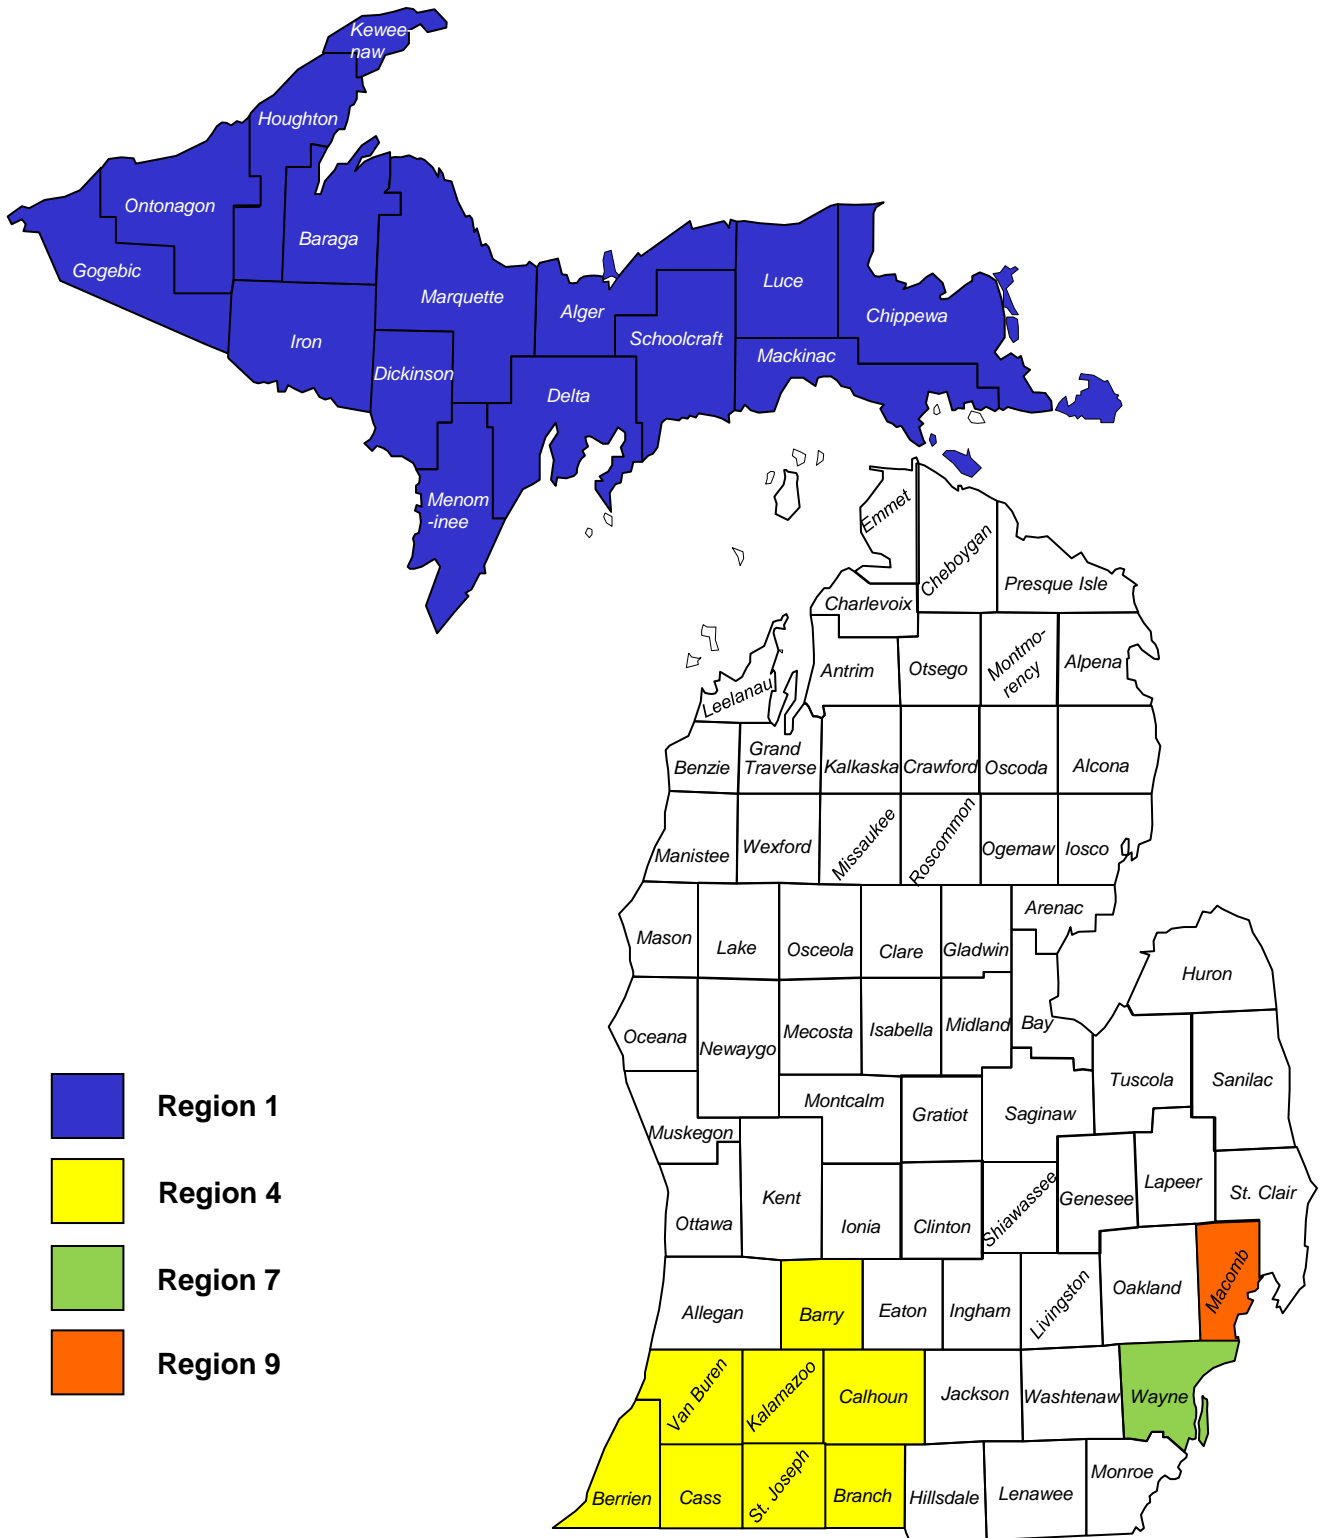 Kewee-
naw
Houghton
Ontonagon
Baraga
Gogebic
Marquette
Luce
Alger
Chippewa
Schoolcraft
Iron
Mackinac
Dickinson
Delta
Menom
-inee
Emmet
Cheboygan
Presque Isle
Charlevoix
Antrim
Otsego
Montmo-
rency
Alpena
Leelanau
Benzie
Grand
Traverse
Kalkaska
Crawford
Oscoda
Alcona
Manistee
Wexford
Missaukee
Roscommon
Ogemaw
Iosco
Arenac
Mason
Lake
Osceola
Clare
Gladwin
Huron
Oceana
Newaygo
Mecosta
Isabella
Midland
Bay
Tuscola
Sanilac
Montcalm
Gratiot
Saginaw
Muskegon
Kent
Ottawa
Ionia
Clinton
Shiawassee
Genesee
Lapeer
St. Clair
Allegan
Barry
Eaton
Ingham
Livingston
Oakland
Macomb
Van Buren
Kalamazoo
Calhoun
Jackson
Washtenaw
Wayne
Berrien
Cass
St. Joseph
Branch
Hillsdale
Lenawee
Monroe
Region 1
Region 4
Region 7
Region 9